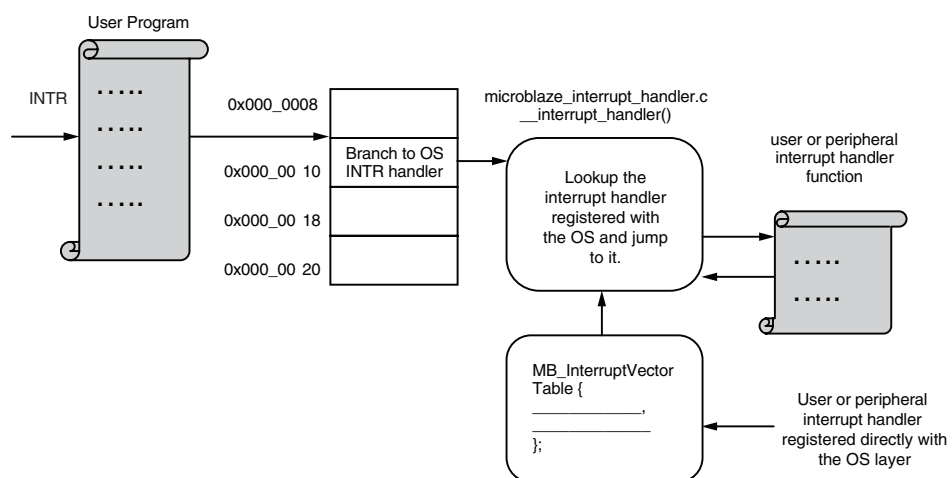 User Program
INTR
0x000_0008
0x000_00 10
0x000_00 18
0x000_00 20
Branch to OS
INTR handler
microblaze_interrupt_handler.c
__interrupt_handler()
Lookup the
interrupt handler
registered with
the OS and jump
to it.
user or peripheral
interrupt handler
function
MB_InterruptVector
Table {
____________,
_____________
};
User or peripheral
interrupt handler
registered directly with
the OS layer